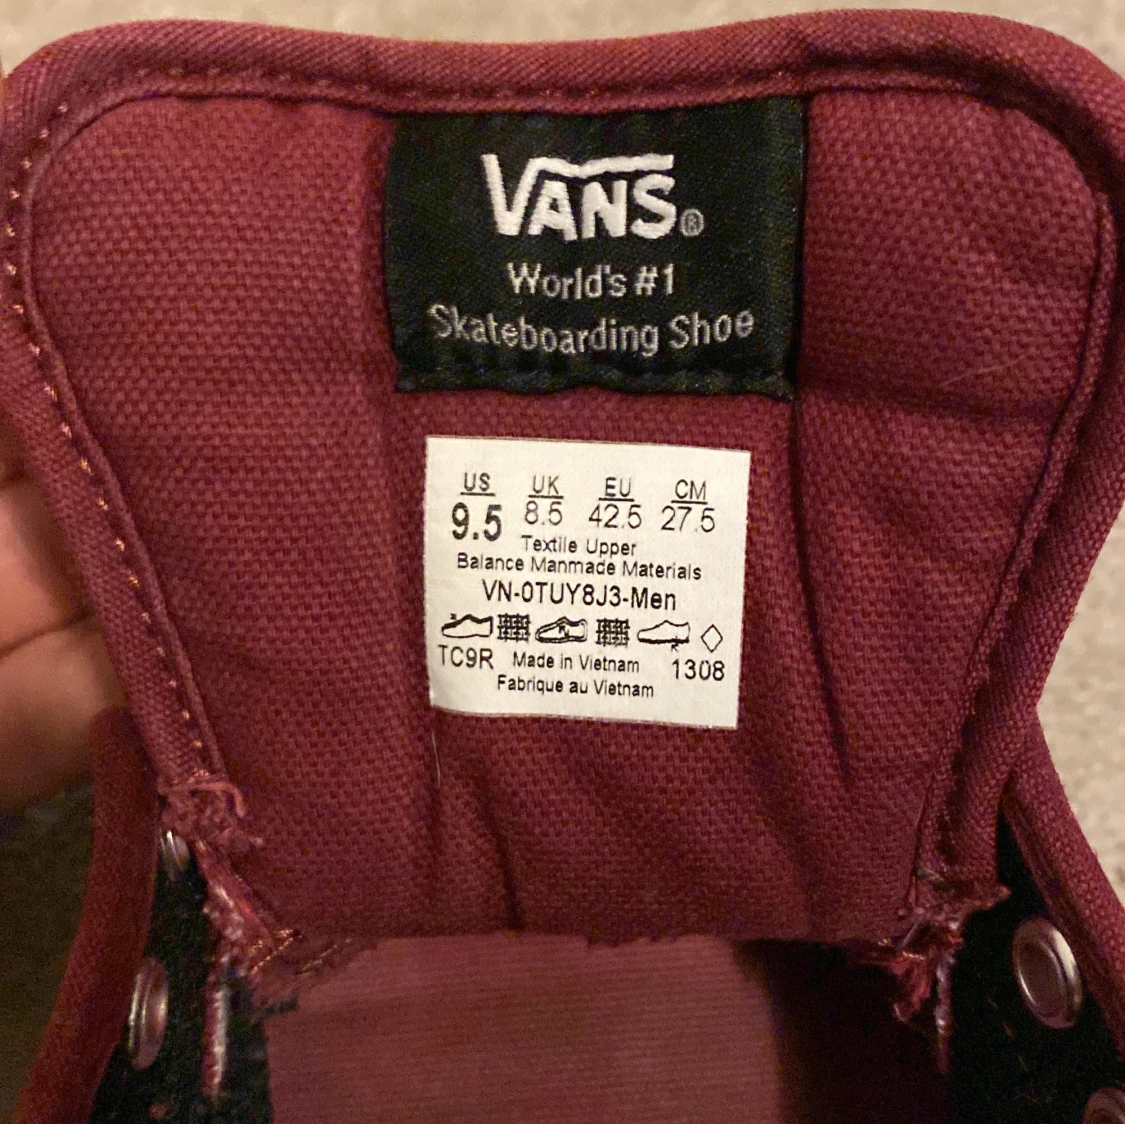 VANS®
World's #1
Skateboarding Shoe
US UK EU CM
9.5 8.5 42.5 27.5
Textile Upper
Balance Manmade Materials
VN-0TUY8J3-Men
TC9R Made in Vietnam 1308
Fabrique au Vietnam